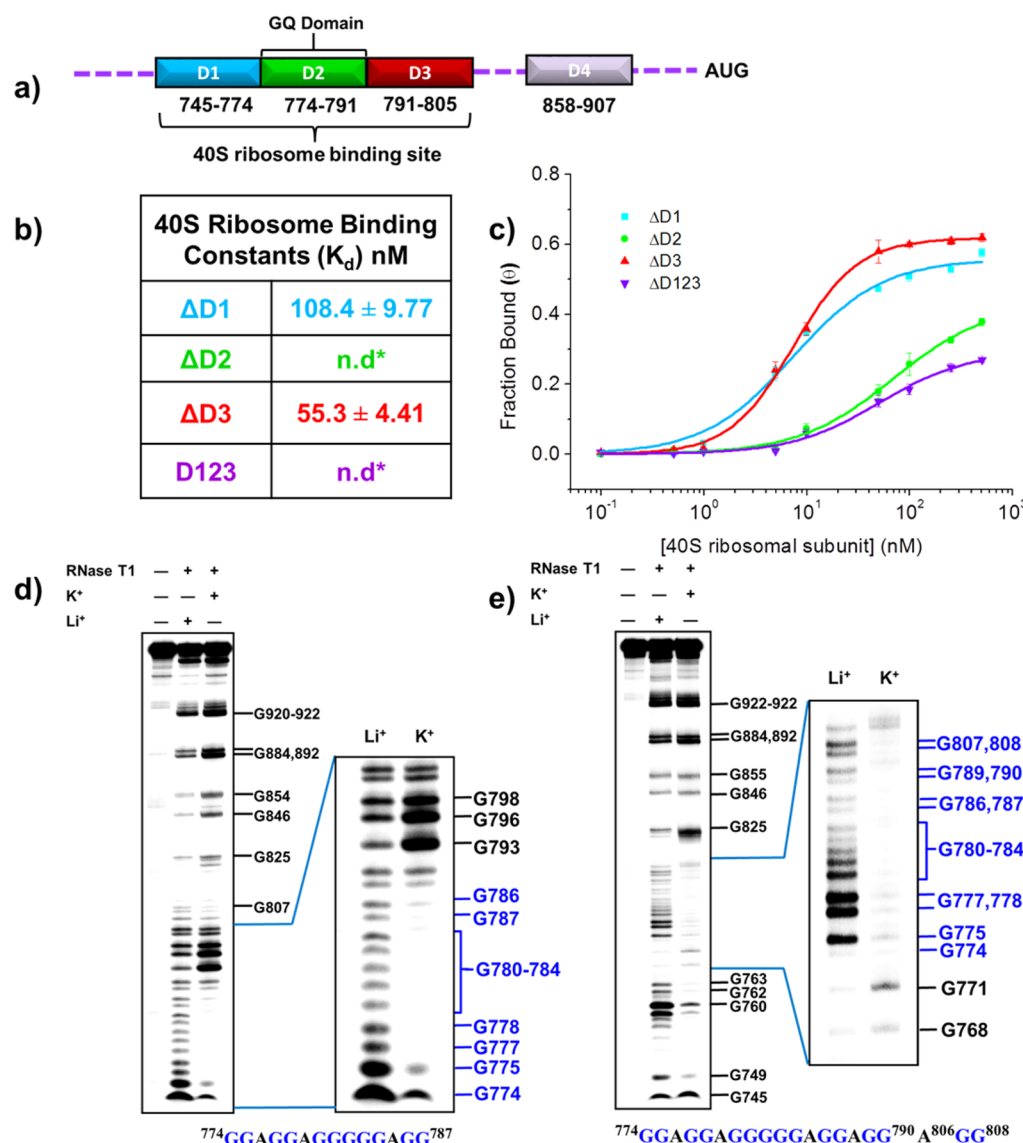 GQ Domain
a)
D1 D2 D3 D4 AUG
745-774 774-791 791-805 858-907
40S ribosome binding site
b)
40S Ribosome Binding
Constants (Kd) nM
ΔD1 108.4 ± 9.77
ΔD2 n.d*
ΔD3 55.3 ± 4.41
D123 n.d*
c)
ΔD1
ΔD2
ΔD3
ΔD123
0.8
0.6
0.4
0.2
0.0
Fraction Bound (θ)
10⁻¹ 10⁰ 10¹ 10² 10³
[40S ribosomal subunit] (nM)
d)
RNase T1 — + +
K⁺ — — +
Li⁺ — + —
G920-922
G884,892
G854
G846
G825
G807
Li⁺ K⁺
G798
G796
G793
G786
G787
G780-784
G778
G777
G775
G774
⁷⁷⁴GGAGGAGGGGGAGG⁷⁸⁷
e)
RNase T1 — + +
K⁺ — — +
Li⁺ — + —
G922-922
G884,892
G855
G846
G825
G763
G762
G760
G749
G745
Li⁺ K⁺
G807,808
G789,790
G786,787
G780-784
G777,778
G775
G774
G771
G768
⁷⁷⁴GGAGGAGGGGGAGGAGG⁷⁹⁰A⁸⁰⁶GG⁸⁰⁸